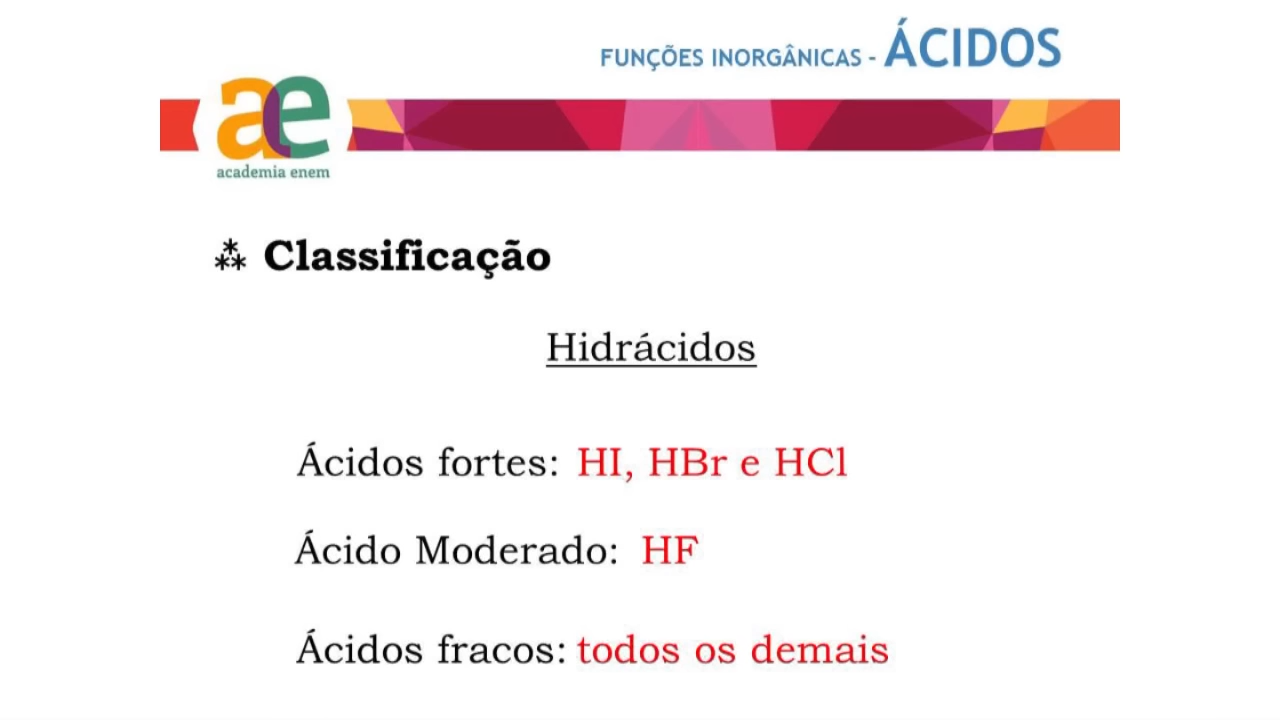 FUNÇÕES INORGÂNICAS - ÁCIDOS
ae
academia enem
⁂ Classificação
Hidrácidos
Ácidos fortes: HI, HBr e HCl
Ácido Moderado: HF
Ácidos fracos: todos os demais